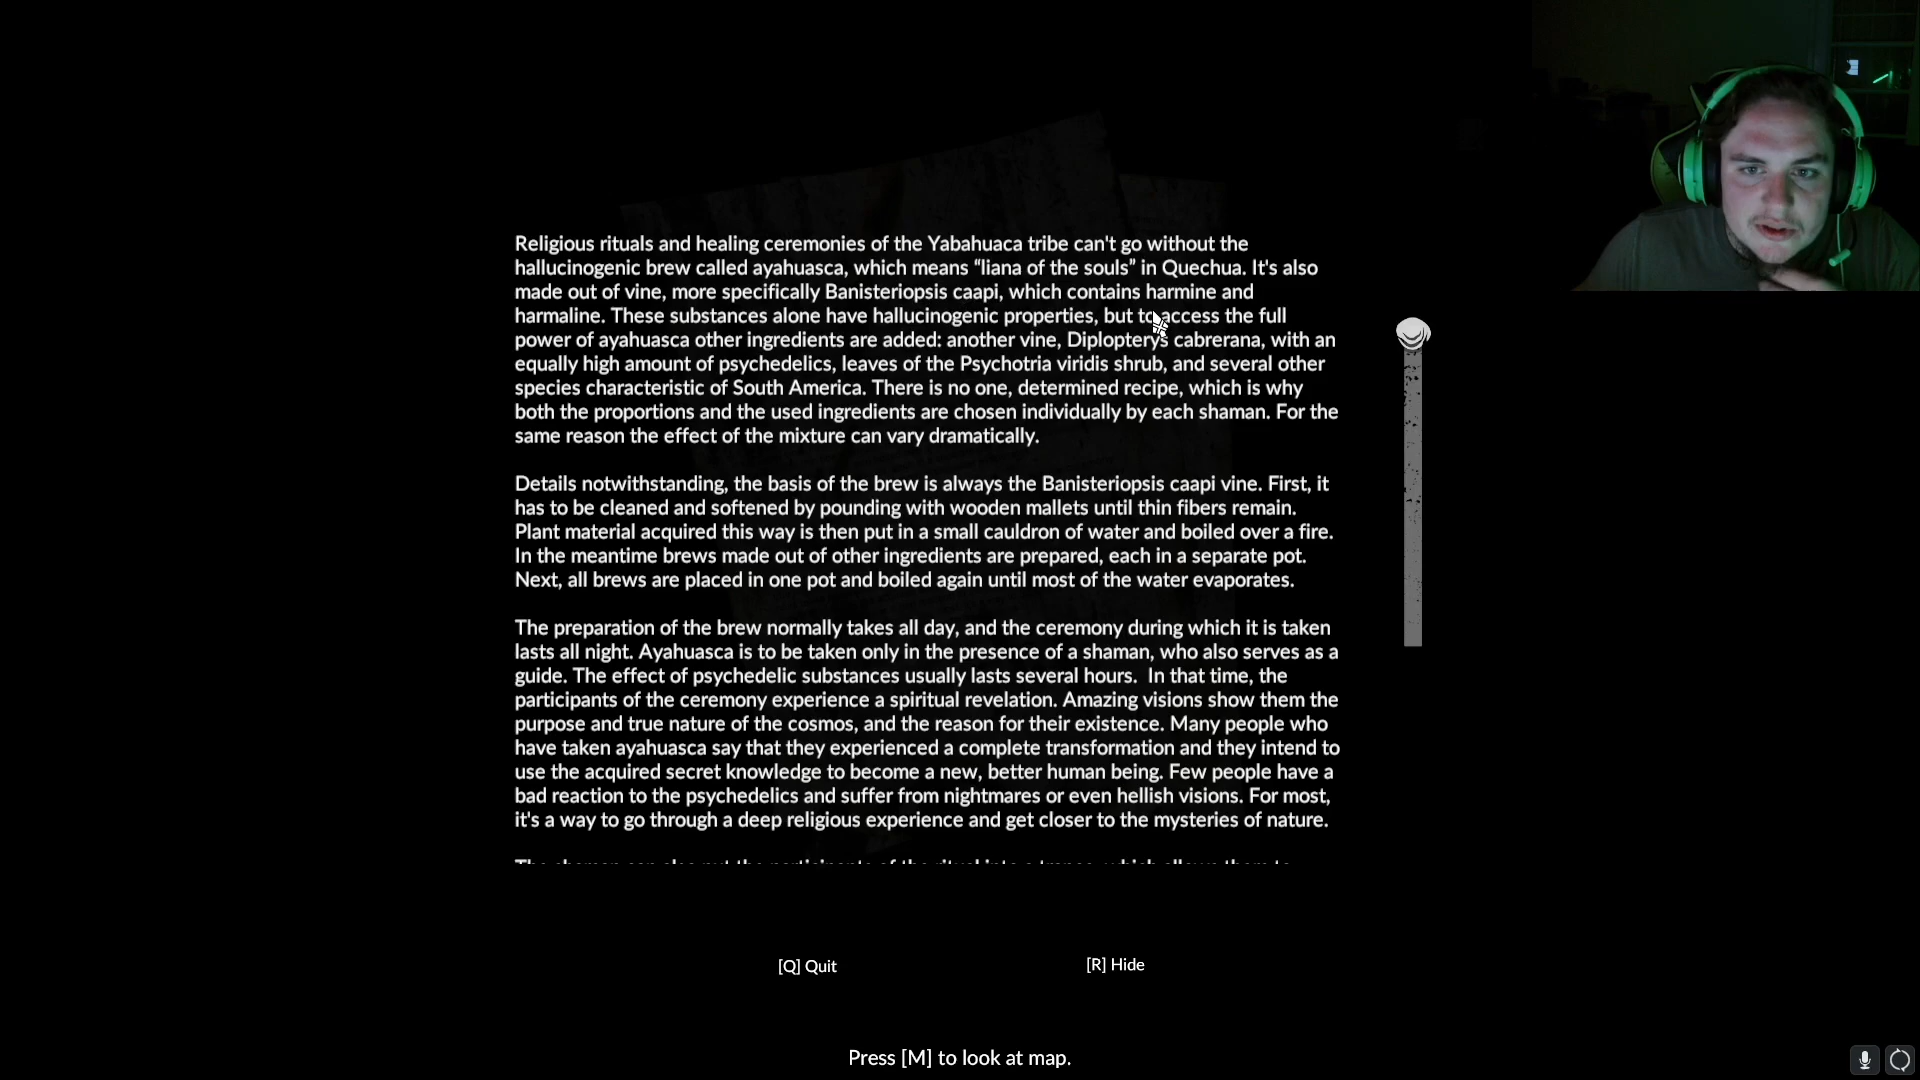 Religious rituals and healing ceremonies of the Yabahuaca tribe can't go without the
hallucinogenic brew called ayahuasca, which means “liana of the souls” in Quechua. It's also
made out of vine, more specifically Banisteriopsis caapi, which contains harmine and
harmaline. These substances alone have hallucinogenic properties, but to access the full
power of ayahuasca other ingredients are added: another vine, Diplopterys cabrerana, with an
equally high amount of psychedelics, leaves of the Psychotria viridis shrub, and several other
species characteristic of South America. There is no one, determined recipe, which is why
both the proportions and the used ingredients are chosen individually by each shaman. For the
same reason the effect of the mixture can vary dramatically.
Details notwithstanding, the basis of the brew is always the Banisteriopsis caapi vine. First, it
has to be cleaned and softened by pounding with wooden mallets until thin fibers remain.
Plant material acquired this way is then put in a small cauldron of water and boiled over a fire.
In the meantime brews made out of other ingredients are prepared, each in a separate pot.
Next, all brews are placed in one pot and boiled again until most of the water evaporates.
The preparation of the brew normally takes all day, and the ceremony during which it is taken
lasts all night. Ayahuasca is to be taken only in the presence of a shaman, who also serves as a
guide. The effect of psychedelic substances usually lasts several hours.  In that time, the
participants of the ceremony experience a spiritual revelation. Amazing visions show them the
purpose and true nature of the cosmos, and the reason for their existence. Many people who
have taken ayahuasca say that they experienced a complete transformation and they intend to
use the acquired secret knowledge to become a new, better human being. Few people have a
bad reaction to the psychedelics and suffer from nightmares or even hellish visions. For most,
it's a way to go through a deep religious experience and get closer to the mysteries of nature.
The shaman can also put the participants of the ritual into a trance, which allows them to
[Q] Quit
[R] Hide
Press [M] to look at map.